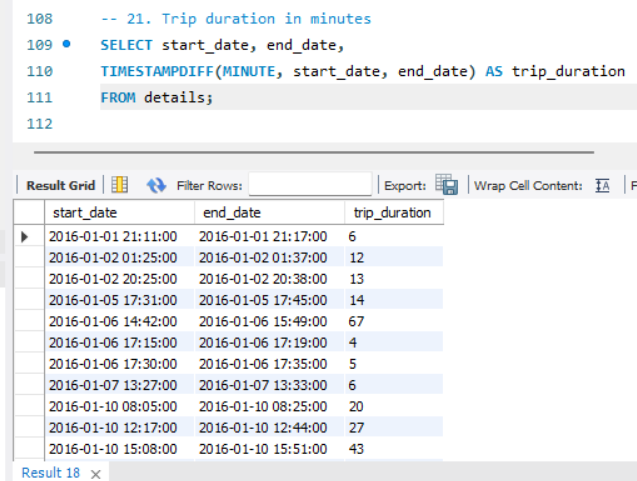 108 -- 21. Trip duration in minutes
109 SELECT start_date, end_date,
110 TIMESTAMPDIFF(MINUTE, start_date, end_date) AS trip_duration
111 FROM details;
112
Result Grid Filter Rows: Export: Wrap Cell Content: IA F
start_date end_date trip_duration
2016-01-01 21:11:00 2016-01-01 21:17:00 6
2016-01-02 01:25:00 2016-01-02 01:37:00 12
2016-01-02 20:25:00 2016-01-02 20:38:00 13
2016-01-05 17:31:00 2016-01-05 17:45:00 14
2016-01-06 14:42:00 2016-01-06 15:49:00 67
2016-01-06 17:15:00 2016-01-06 17:19:00 4
2016-01-06 17:30:00 2016-01-06 17:35:00 5
2016-01-07 13:27:00 2016-01-07 13:33:00 6
2016-01-10 08:05:00 2016-01-10 08:25:00 20
2016-01-10 12:17:00 2016-01-10 12:44:00 27
2016-01-10 15:08:00 2016-01-10 15:51:00 43
Result 18